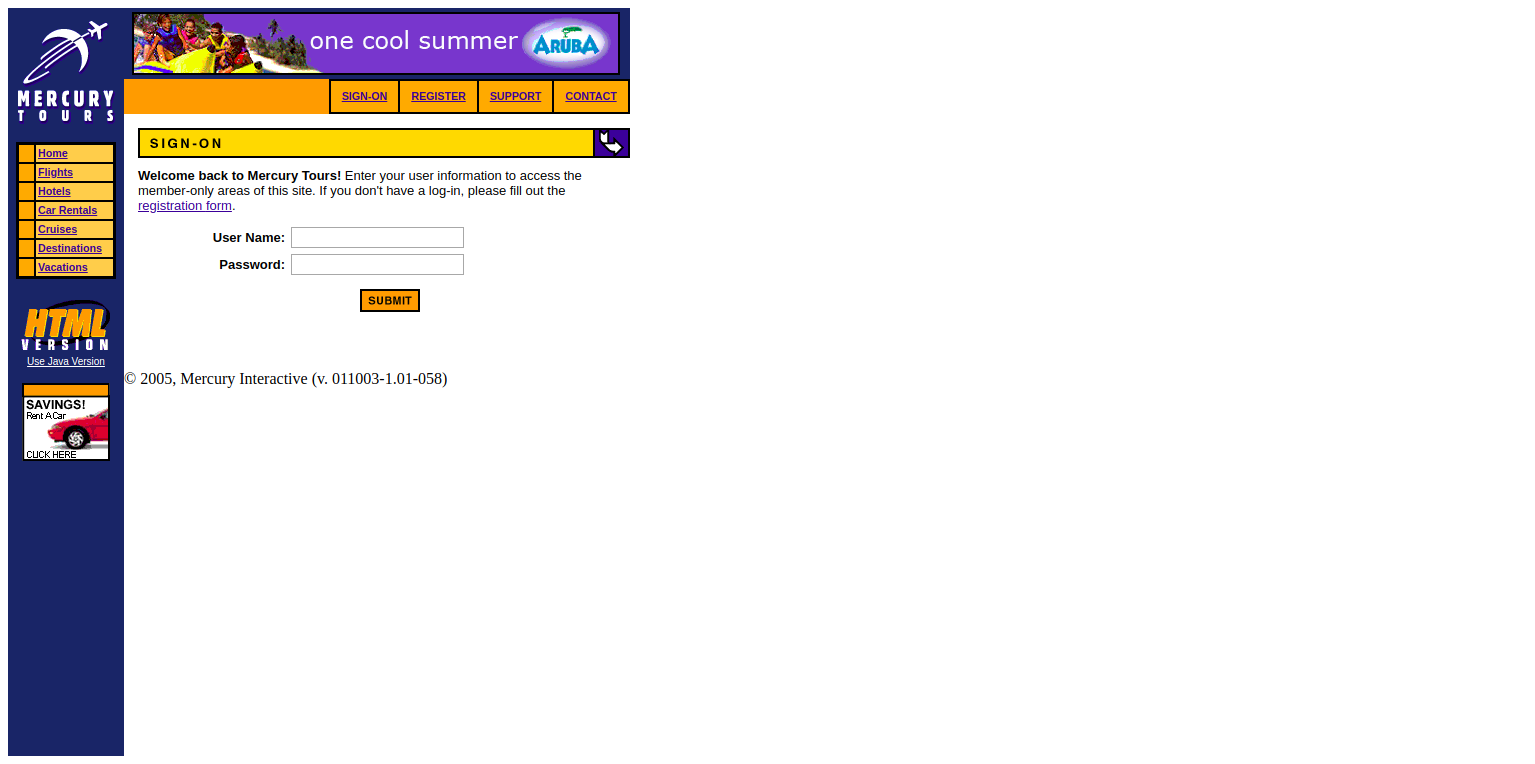 MERCURY
TOURS
one cool summer
ARUBA
SIGN-ON
REGISTER
SUPPORT
CONTACT
Home
Flights
Hotels
Car Rentals
Cruises
Destinations
Vacations
HTML
VERSION
Use Java Version
SAVINGS!
Rent A Car
CLICK HERE
SIGN-ON
Welcome back to Mercury Tours! Enter your user information to access the
member-only areas of this site. If you don't have a log-in, please fill out the
registration form.
User Name:
Password:
SUBMIT
© 2005, Mercury Interactive (v. 011003-1.01-058)